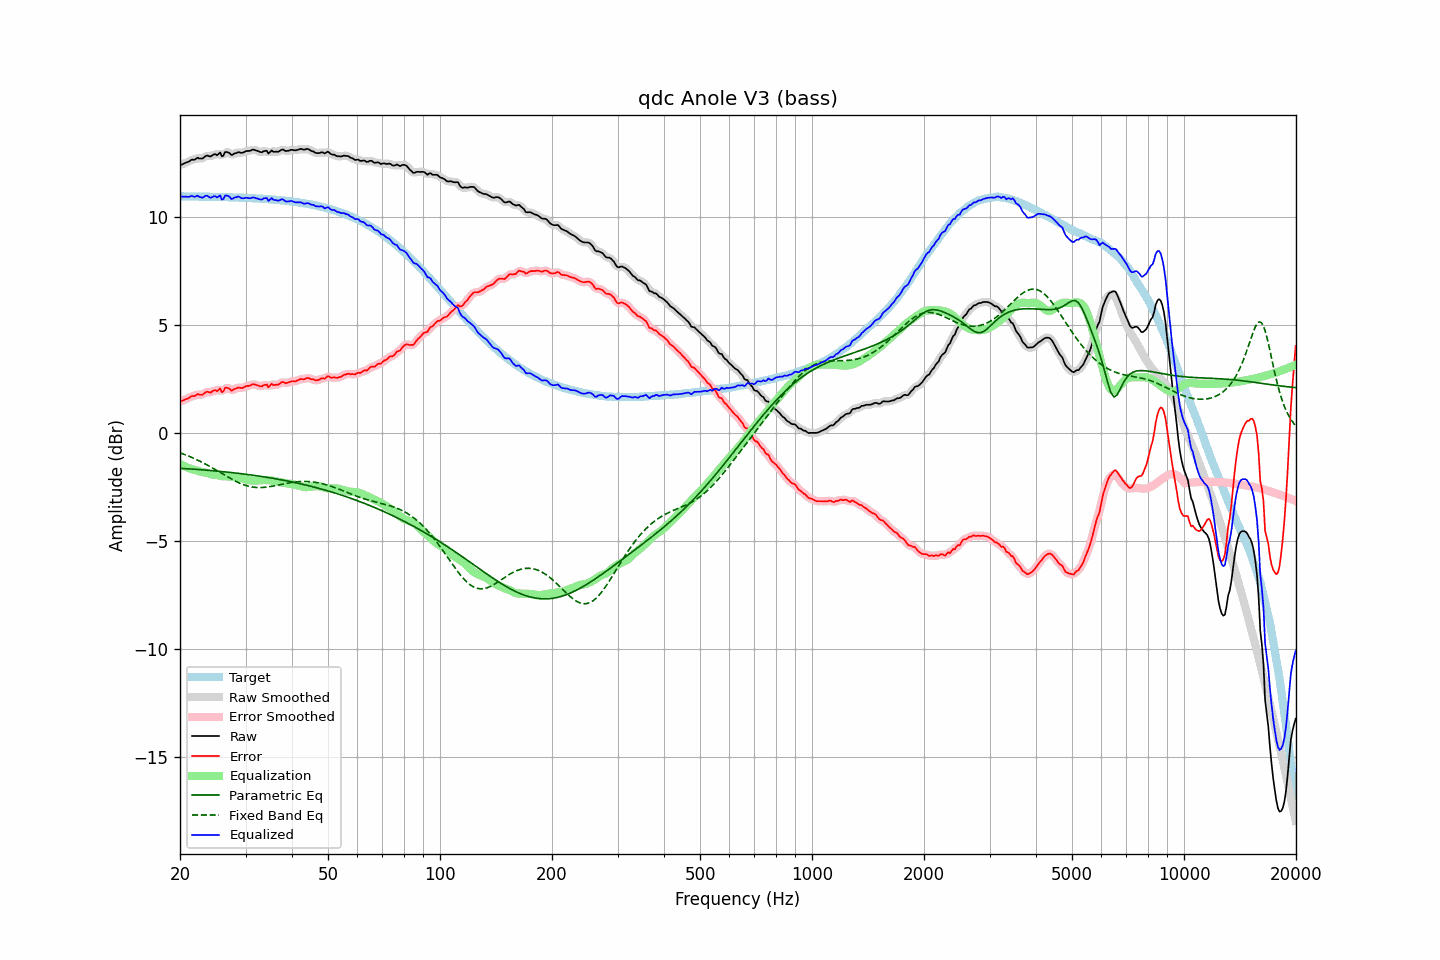 qdc Anole V3 (bass)
Amplitude (dBr)
10
5
0
−5
−10
−15
Target
Raw Smoothed
Error Smoothed
Raw
Error
Equalization
Parametric Eq
Fixed Band Eq
Equalized
20 50 100 200 500 1000 2000 5000 10000 20000
Frequency (Hz)